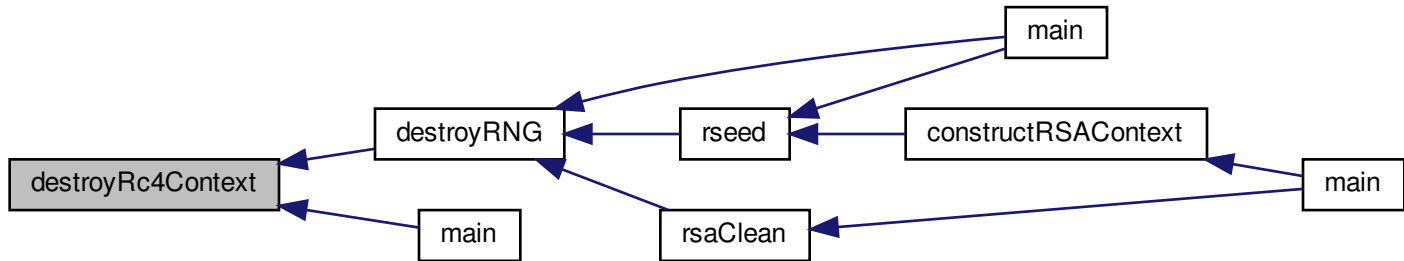 main
destroyRNG
rseed
constructRSAContext
destroyRc4Context
main
main
rsaClean